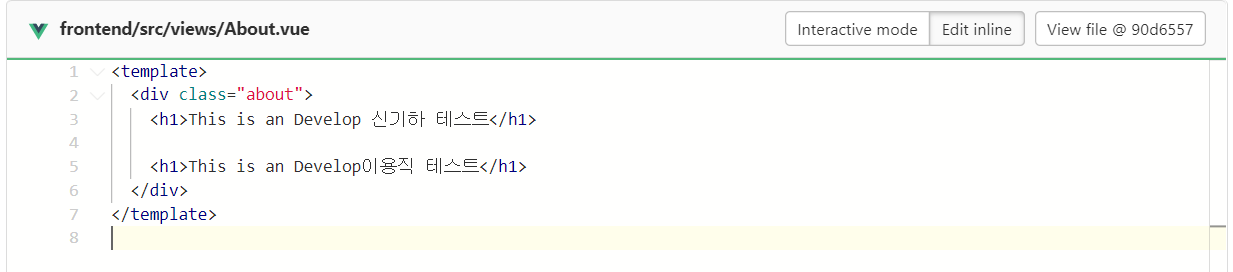 frontend/src/views/About.vue Interactive mode Edit inline View file @ 90d6557
1 <template>
2 <div class="about">
3 <h1>This is an Develop 신기하 테스트</h1>
4
5 <h1>This is an Develop이용직 테스트</h1>
6 </div>
7 </template>
8